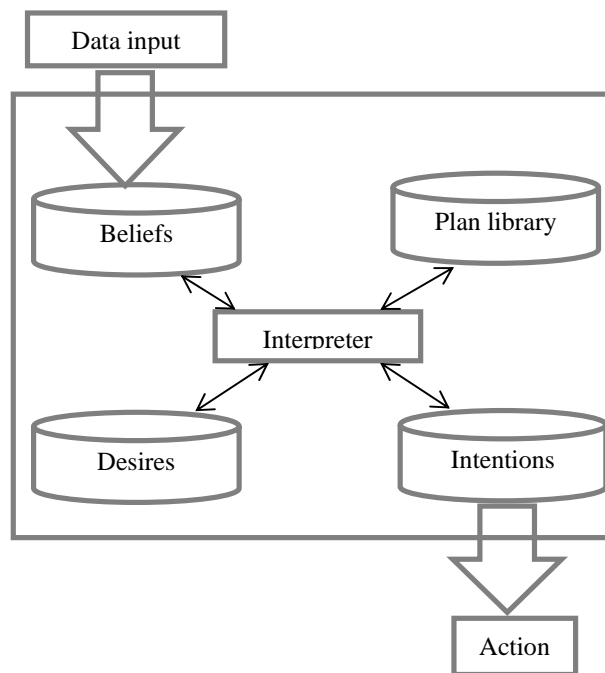 Data input
Beliefs
Plan library
Interpreter
Desires
Intentions
Action